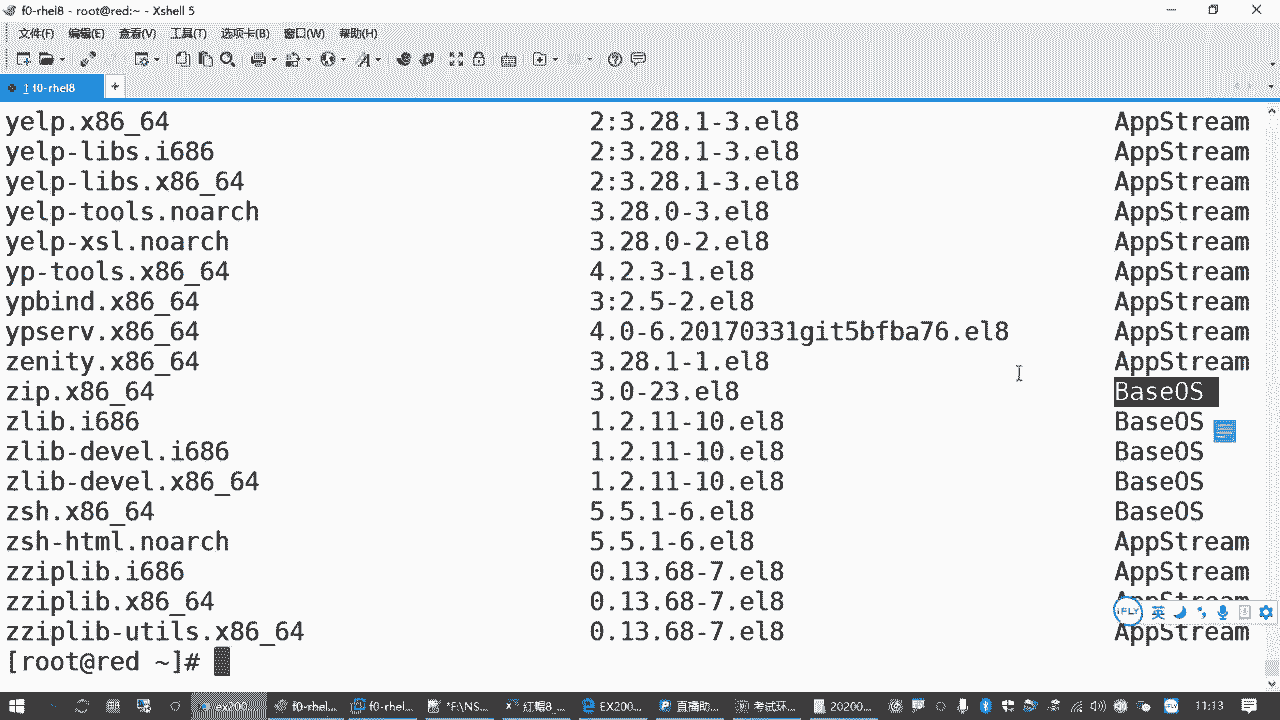 f0-rhel8 - root@red:~ - Xshell 5
文件(F) 编辑(E) 查看(V) 工具(T) 选项卡(B) 窗口(W) 帮助(H)
1 f0-rhel8
yelp.x86_64 2:3.28.1-3.el8 AppStream
yelp-libs.i686 2:3.28.1-3.el8 AppStream
yelp-libs.x86_64 2:3.28.1-3.el8 AppStream
yelp-tools.noarch 3.28.0-3.el8 AppStream
yelp-xsl.noarch 3.28.0-2.el8 AppStream
yp-tools.x86_64 4.2.3-1.el8 AppStream
ypbind.x86_64 3:2.5-2.el8 AppStream
ypserv.x86_64 4.0-6.20170331git5bfba76.el8 AppStream
zenity.x86_64 3.28.1-1.el8 AppStream
zip.x86_64 3.0-23.el8 BaseOS
zlib.i686 1.2.11-10.el8 BaseOS
zlib-devel.i686 1.2.11-10.el8 BaseOS
zlib-devel.x86_64 1.2.11-10.el8 BaseOS
zsh.x86_64 5.5.1-6.el8 BaseOS
zsh-html.noarch 5.5.1-6.el8 AppStream
zziplib.i686 0.13.68-7.el8 AppStream
zziplib.x86_64 0.13.68-7.el8 AppStream
iFLY 英
zziplib-utils.x86_64 0.13.68-7.el8 AppStream
[root@red ~]#
f0-rhel... f0-rhel... *F:\NS... 红帽8_... EX200... 直播助... 考试环... 20200... 11:13